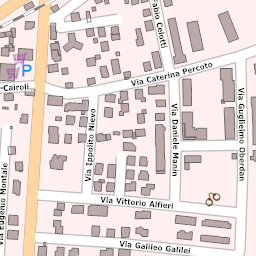 Fabio Celotti
P
Via Caterina Percoto
Cairoli
Via Ippolito Nievo
Via Daniele Manin
Via Guglielmo Oberdan
Via Eugenio Montale
Via Vittorio Alfieri
Via Galileo Galilei